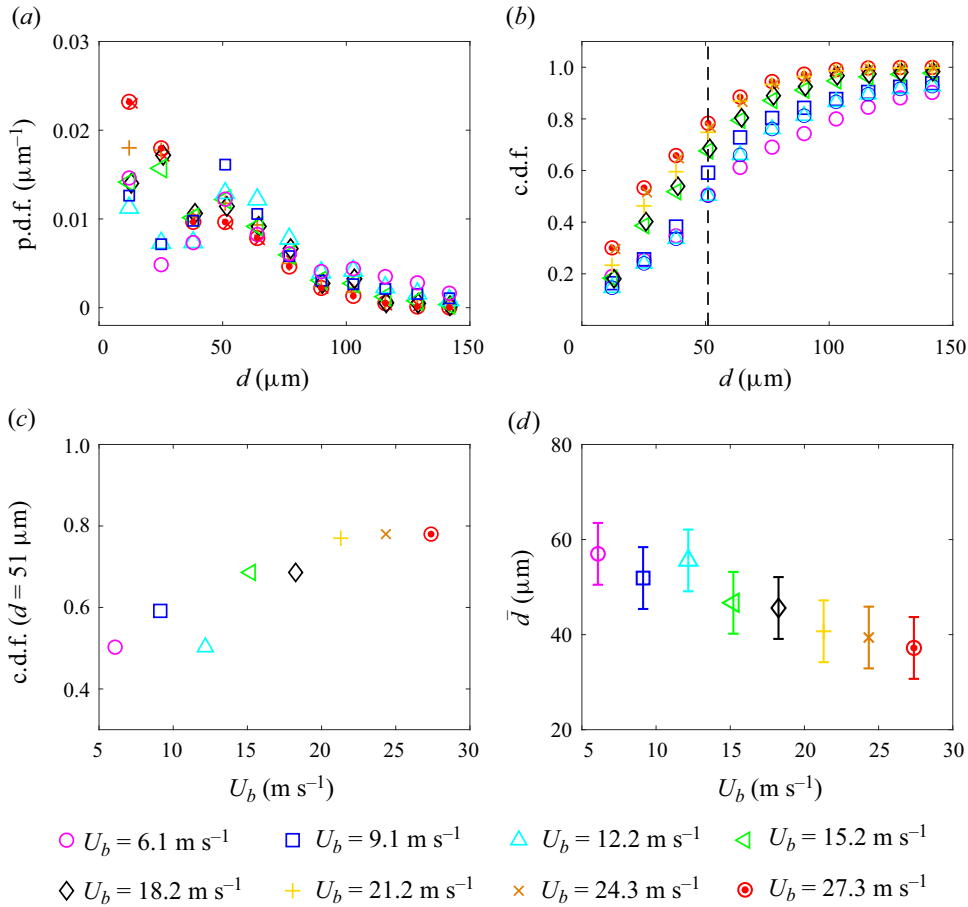 (a)
(b)
0.03
0.02
0.01
0
p.d.f. (μm⁻¹)
0
50
100
150
d (μm)
1.0
0.8
0.6
0.4
0.2
c.d.f.
0
50
100
150
d (μm)
(c)
(d)
1.0
0.8
0.6
0.4
c.d.f. (d = 51 μm)
5
10
15
20
25
30
U_b (m s⁻¹)
80
60
40
20
d̄ (μm)
5
10
15
20
25
30
U_b (m s⁻¹)
U_b = 6.1 m s⁻¹
U_b = 9.1 m s⁻¹
U_b = 12.2 m s⁻¹
U_b = 15.2 m s⁻¹
U_b = 18.2 m s⁻¹
U_b = 21.2 m s⁻¹
U_b = 24.3 m s⁻¹
U_b = 27.3 m s⁻¹